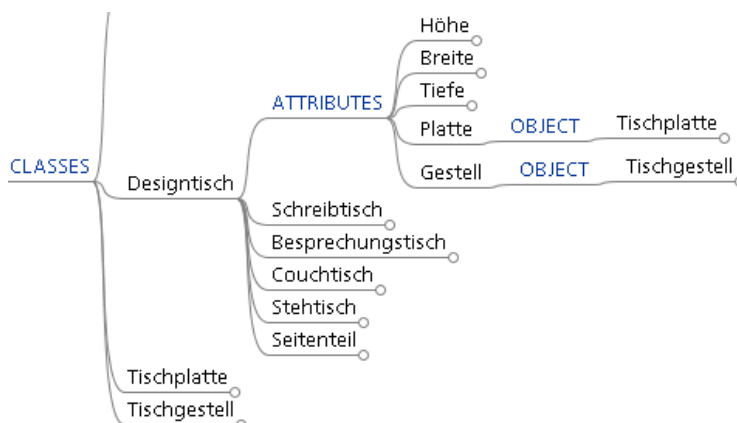 Höhe
Breite
Tiefe
ATTRIBUTES
Platte OBJECT Tischplatte
CLASSES
Gestell OBJECT Tischgestell
Designtisch
Schreibtisch
Besprechungstisch
Couchtisch
Stehtisch
Seitenteil
Tischplatte
Tischgestell